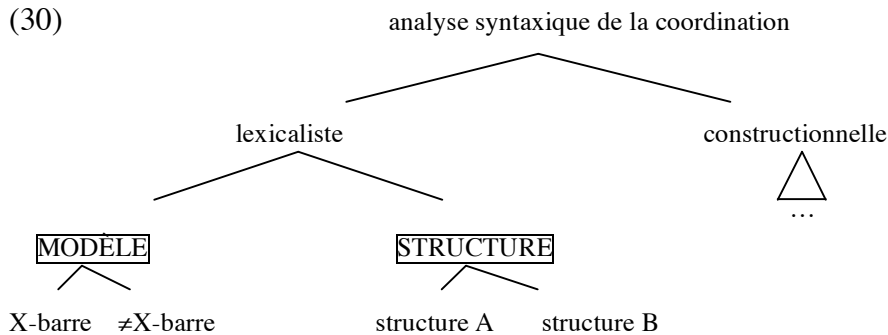 (30) analyse syntaxique de la coordination
lexicaliste constructionnelle
…
MODÈLE STRUCTURE
X-barre ≠X-barre structure A structure B